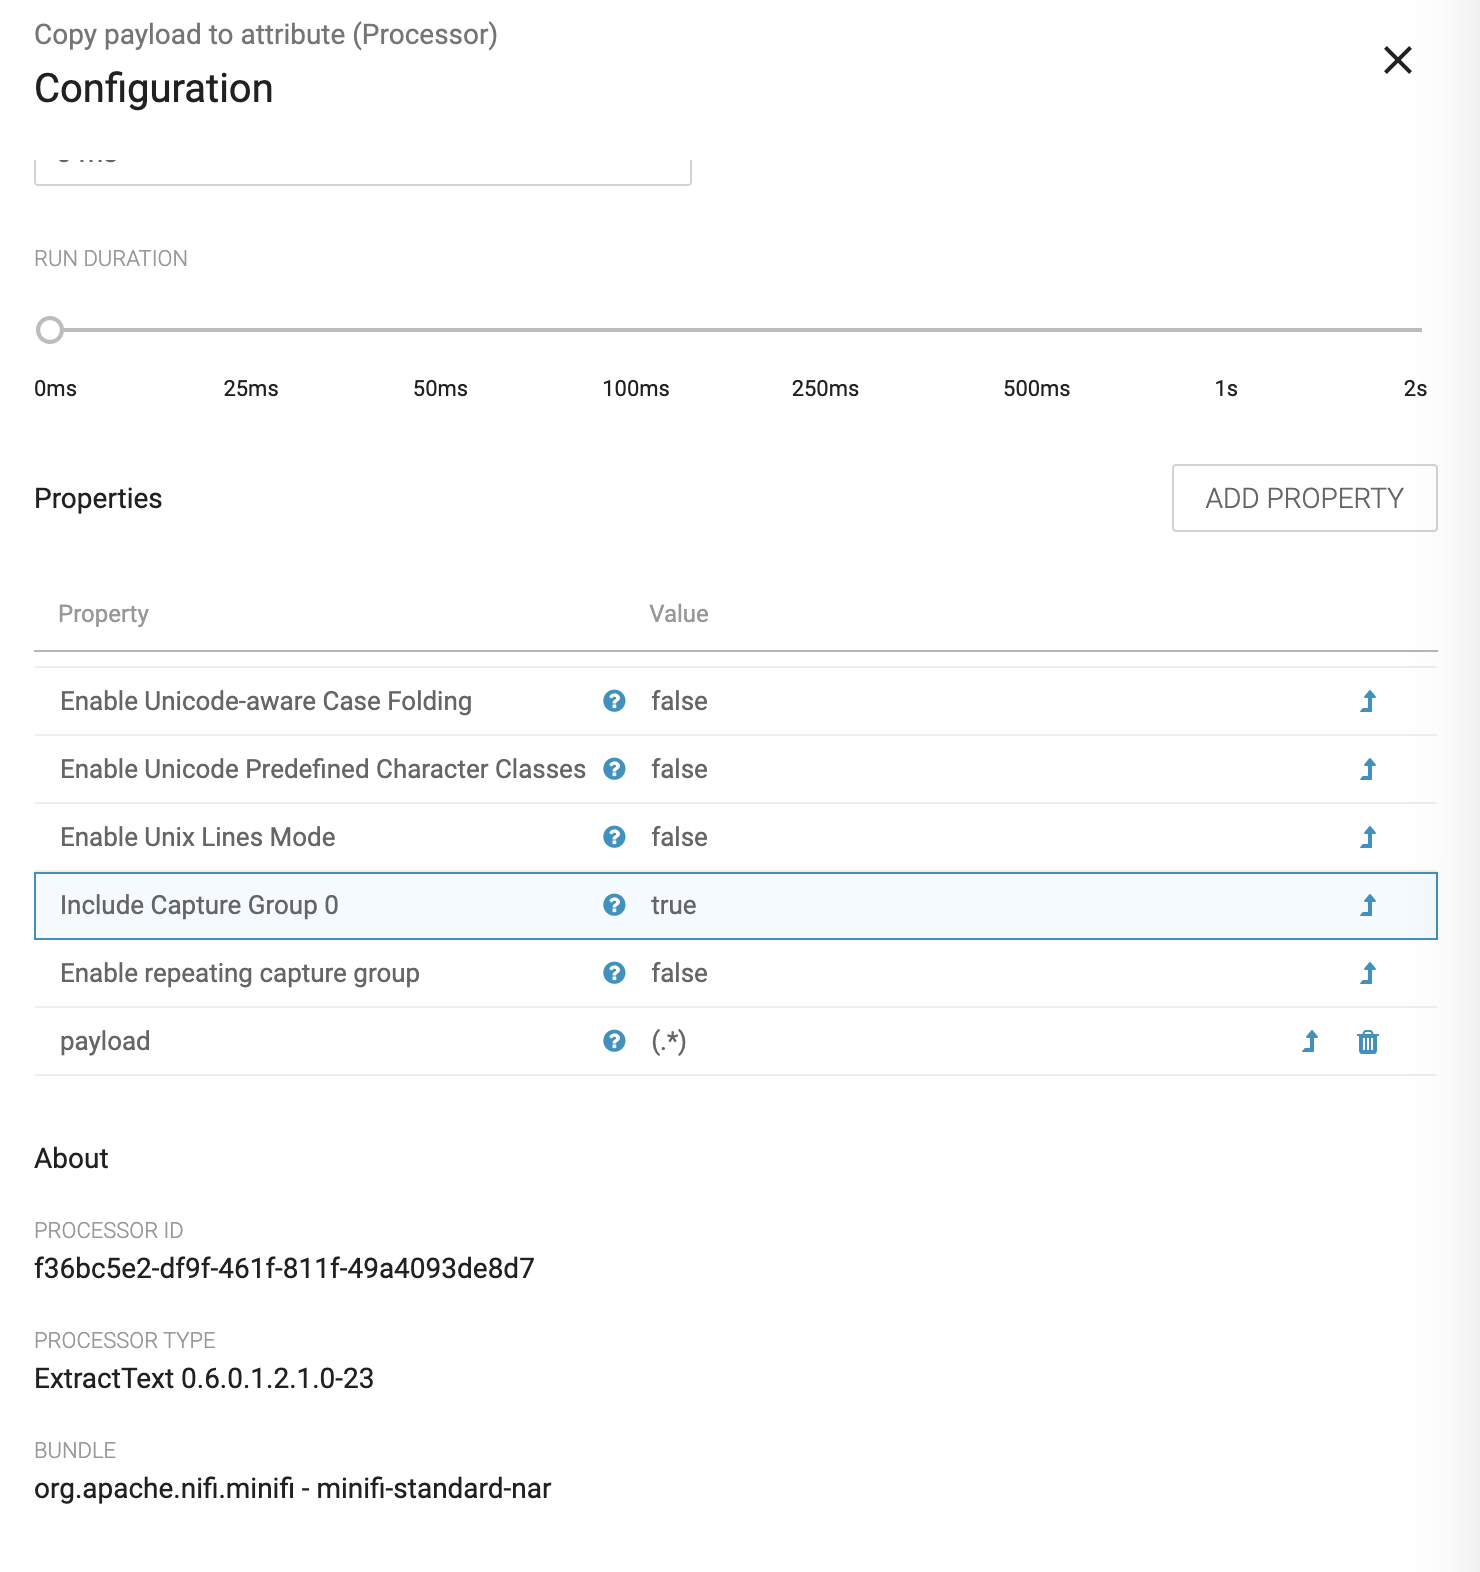 Copy payload to attribute (Processor)
Configuration
RUN DURATION
0ms 25ms 50ms 100ms 250ms 500ms 1s 2s
Properties
ADD PROPERTY
Property Value
Enable Unicode-aware Case Folding ? false
Enable Unicode Predefined Character Classes ? false
Enable Unix Lines Mode ? false
Include Capture Group 0 ? true
Enable repeating capture group ? false
payload ? (.*)
About
PROCESSOR ID
f36bc5e2-df9f-461f-811f-49a4093de8d7
PROCESSOR TYPE
ExtractText 0.6.0.1.2.1.0-23
BUNDLE
org.apache.nifi.minifi - minifi-standard-nar